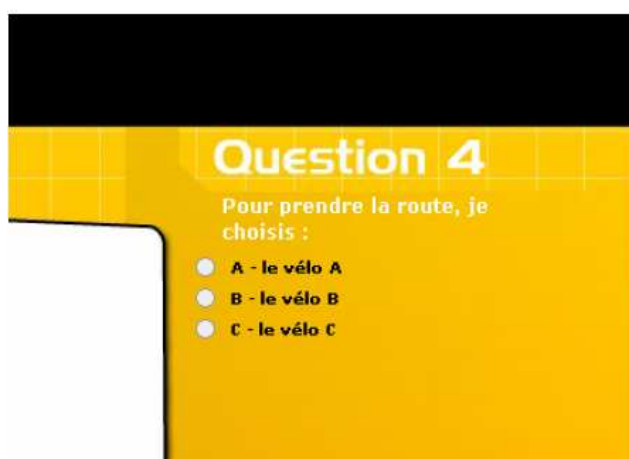 Question 4
Pour prendre la route, je
choisis :
A - le vélo A
B - le vélo B
C - le vélo C